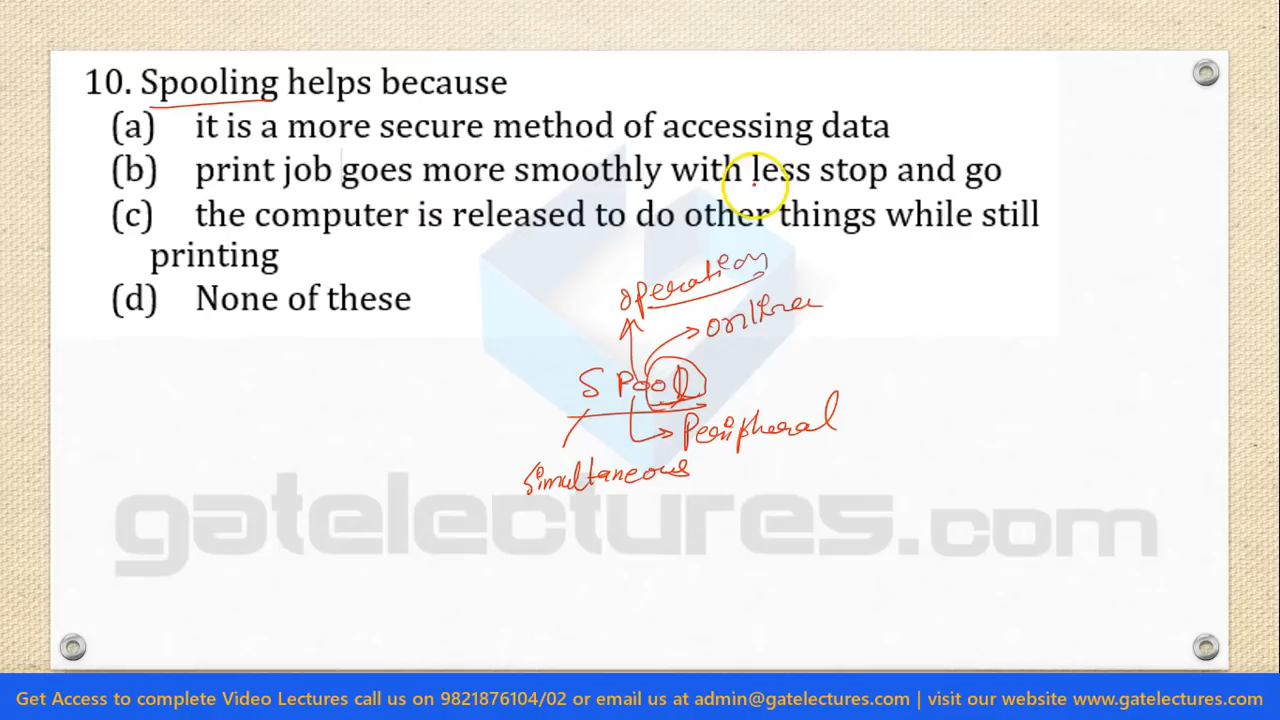 10. Spooling helps because
(a) it is a more secure method of accessing data
(b) print job goes more smoothly with less stop and go
(c) the computer is released to do other things while still
printing
(d) None of these
operation
online
SPOOL
Peripheral
Simultaneous
gatelectures.com
Get Access to complete Video Lectures call us on 9821876104/02 or email us at admin@gatelectures.com | visit our website www.gatelectures.com